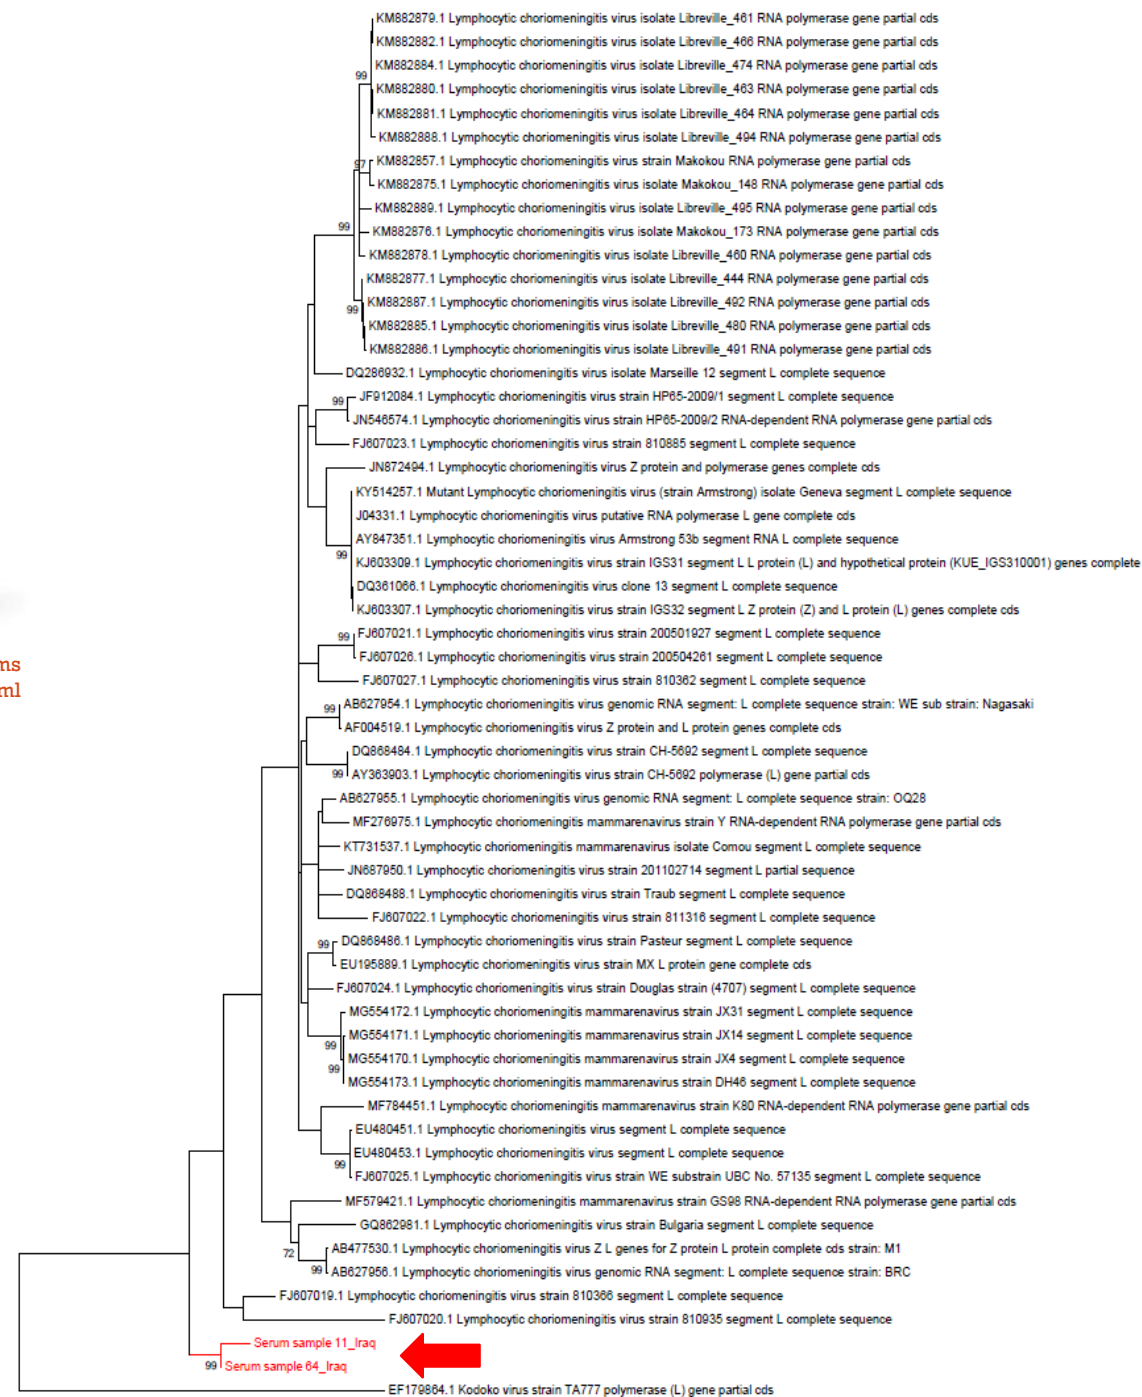 KM882879.1 Lymphocytic choriomeningitis virus isolate Libreville_461 RNA polymerase gene partial cds
KM882882.1 Lymphocytic choriomeningitis virus isolate Libreville_466 RNA polymerase gene partial cds
KM882884.1 Lymphocytic choriomeningitis virus isolate Libreville_474 RNA polymerase gene partial cds
99
KM882880.1 Lymphocytic choriomeningitis virus isolate Libreville_463 RNA polymerase gene partial cds
KM882881.1 Lymphocytic choriomeningitis virus isolate Libreville_464 RNA polymerase gene partial cds
KM882888.1 Lymphocytic choriomeningitis virus isolate Libreville_494 RNA polymerase gene partial cds
97
KM882857.1 Lymphocytic choriomeningitis virus strain Makokou RNA polymerase gene partial cds
KM882875.1 Lymphocytic choriomeningitis virus isolate Makokou_148 RNA polymerase gene partial cds
KM882889.1 Lymphocytic choriomeningitis virus isolate Libreville_495 RNA polymerase gene partial cds
99
KM882876.1 Lymphocytic choriomeningitis virus isolate Makokou_173 RNA polymerase gene partial cds
KM882878.1 Lymphocytic choriomeningitis virus isolate Libreville_460 RNA polymerase gene partial cds
KM882877.1 Lymphocytic choriomeningitis virus isolate Libreville_444 RNA polymerase gene partial cds
KM882887.1 Lymphocytic choriomeningitis virus isolate Libreville_492 RNA polymerase gene partial cds
99
KM882885.1 Lymphocytic choriomeningitis virus isolate Libreville_480 RNA polymerase gene partial cds
KM882886.1 Lymphocytic choriomeningitis virus isolate Libreville_491 RNA polymerase gene partial cds
DQ286932.1 Lymphocytic choriomeningitis virus isolate Marseille 12 segment L complete sequence
99
JF912084.1 Lymphocytic choriomeningitis virus strain HP65-2009/1 segment L complete sequence
JN546574.1 Lymphocytic choriomeningitis virus strain HP65-2009/2 RNA-dependent RNA polymerase gene partial cds
FJ607023.1 Lymphocytic choriomeningitis virus strain 810885 segment L complete sequence
JN872494.1 Lymphocytic choriomeningitis virus Z protein and polymerase genes complete cds
KY514257.1 Mutant Lymphocytic choriomeningitis virus (strain Armstrong) isolate Geneva segment L complete sequence
J04331.1 Lymphocytic choriomeningitis virus putative RNA polymerase L gene complete cds
AY847351.1 Lymphocytic choriomeningitis virus Armstrong 53b segment RNA L complete sequence
99
KJ603309.1 Lymphocytic choriomeningitis virus strain IGS31 segment L L protein (L) and hypothetical protein (KUE_IGS310001) genes complete
DQ361066.1 Lymphocytic choriomeningitis virus clone 13 segment L complete sequence
KJ603307.1 Lymphocytic choriomeningitis virus strain IGS32 segment L Z protein (Z) and L protein (L) genes complete cds
99
FJ607021.1 Lymphocytic choriomeningitis virus strain 200501927 segment L complete sequence
FJ607026.1 Lymphocytic choriomeningitis virus strain 200504261 segment L complete sequence
ms
FJ607027.1 Lymphocytic choriomeningitis virus strain 810362 segment L complete sequence
ml
99
AB627954.1 Lymphocytic choriomeningitis virus genomic RNA segment: L complete sequence strain: WE sub strain: Nagasaki
AF004519.1 Lymphocytic choriomeningitis virus Z protein and L protein genes complete cds
DQ868484.1 Lymphocytic choriomeningitis virus strain CH-5692 segment L complete sequence
99
AY363903.1 Lymphocytic choriomeningitis virus strain CH-5692 polymerase (L) gene partial cds
AB627955.1 Lymphocytic choriomeningitis virus genomic RNA segment: L complete sequence strain: OQ28
MF276975.1 Lymphocytic choriomeningitis mammarenavirus strain Y RNA-dependent RNA polymerase gene partial cds
KT731537.1 Lymphocytic choriomeningitis mammarenavirus isolate Comou segment L complete sequence
JN687950.1 Lymphocytic choriomeningitis virus strain 201102714 segment L partial sequence
DQ868488.1 Lymphocytic choriomeningitis virus strain Traub segment L complete sequence
FJ607022.1 Lymphocytic choriomeningitis virus strain 811316 segment L complete sequence
99
DQ868486.1 Lymphocytic choriomeningitis virus strain Pasteur segment L complete sequence
EU195889.1 Lymphocytic choriomeningitis virus strain MX L protein gene complete cds
FJ607024.1 Lymphocytic choriomeningitis virus strain Douglas strain (4707) segment L complete sequence
MG554172.1 Lymphocytic choriomeningitis mammarenavirus strain JX31 segment L complete sequence
MG554171.1 Lymphocytic choriomeningitis mammarenavirus strain JX14 segment L complete sequence
99
MG554170.1 Lymphocytic choriomeningitis mammarenavirus strain JX4 segment L complete sequence
99
MG554173.1 Lymphocytic choriomeningitis mammarenavirus strain DH46 segment L complete sequence
MF784451.1 Lymphocytic choriomeningitis mammarenavirus strain K80 RNA-dependent RNA polymerase gene partial cds
EU480451.1 Lymphocytic choriomeningitis virus segment L complete sequence
EU480453.1 Lymphocytic choriomeningitis virus segment L complete sequence
99
FJ607025.1 Lymphocytic choriomeningitis virus strain WE substrain UBC No. 57135 segment L complete sequence
MF579421.1 Lymphocytic choriomeningitis mammarenavirus strain GS98 RNA-dependent RNA polymerase gene partial cds
GQ862981.1 Lymphocytic choriomeningitis virus strain Bulgaria segment L complete sequence
72
AB477530.1 Lymphocytic choriomeningitis virus Z L genes for Z protein L protein complete cds strain: M1
99
AB627956.1 Lymphocytic choriomeningitis virus genomic RNA segment: L complete sequence strain: BRC
FJ607019.1 Lymphocytic choriomeningitis virus strain 810366 segment L complete sequence
FJ607020.1 Lymphocytic choriomeningitis virus strain 810935 segment L complete sequence
Serum sample 11_Iraq
99
Serum sample 64_Iraq
EF179864.1 Kodoko virus strain TA777 polymerase (L) gene partial cds